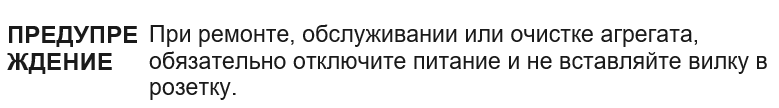 ПРЕДУПРЕ При ремонте, обслуживании или очистке агрегата,
ЖДЕНИЕ обязательно отключите питание и не вставляйте вилку в
розетку.